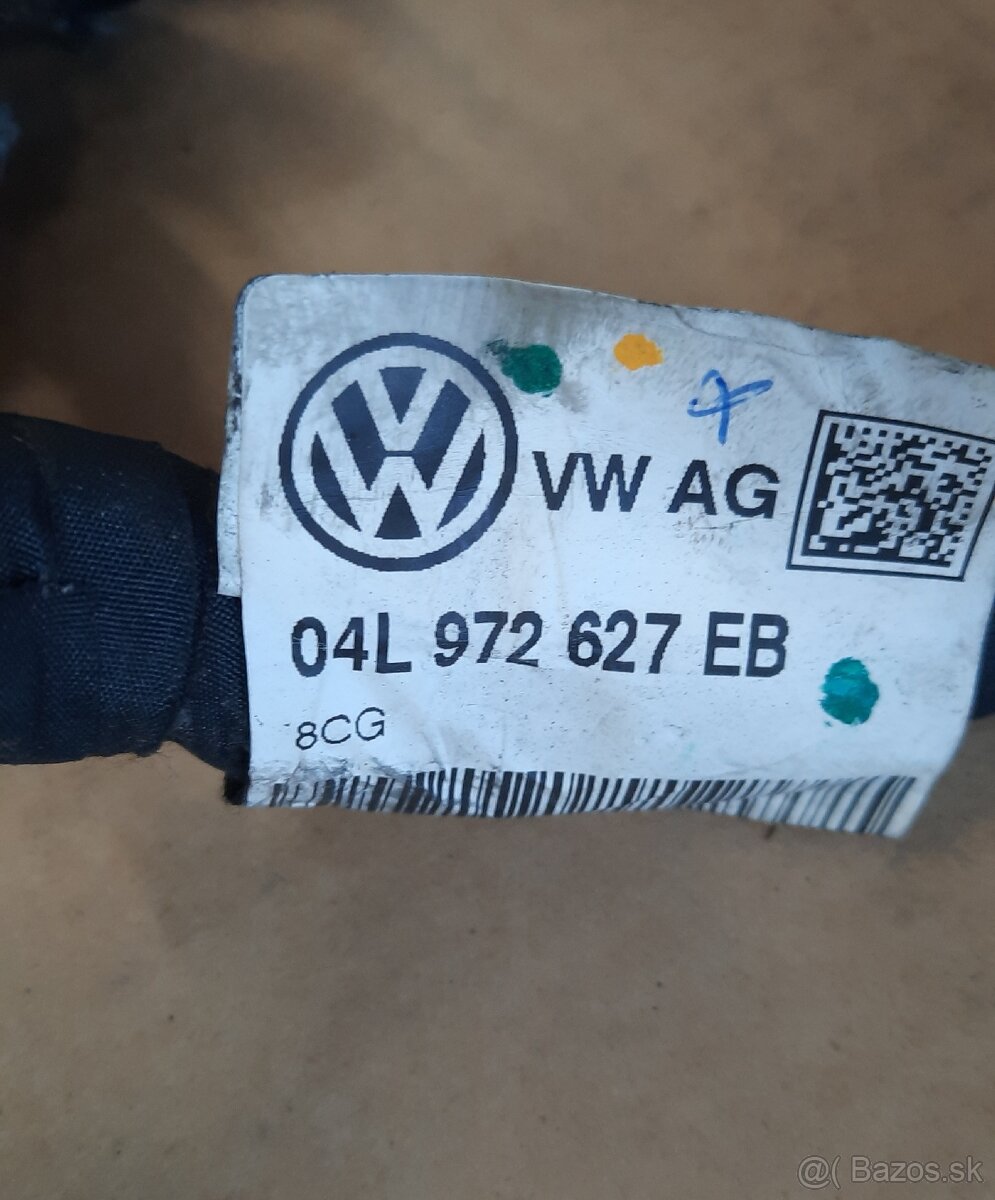 VW AG
04L 972 627 EB
8CG
@( Bazos.sk